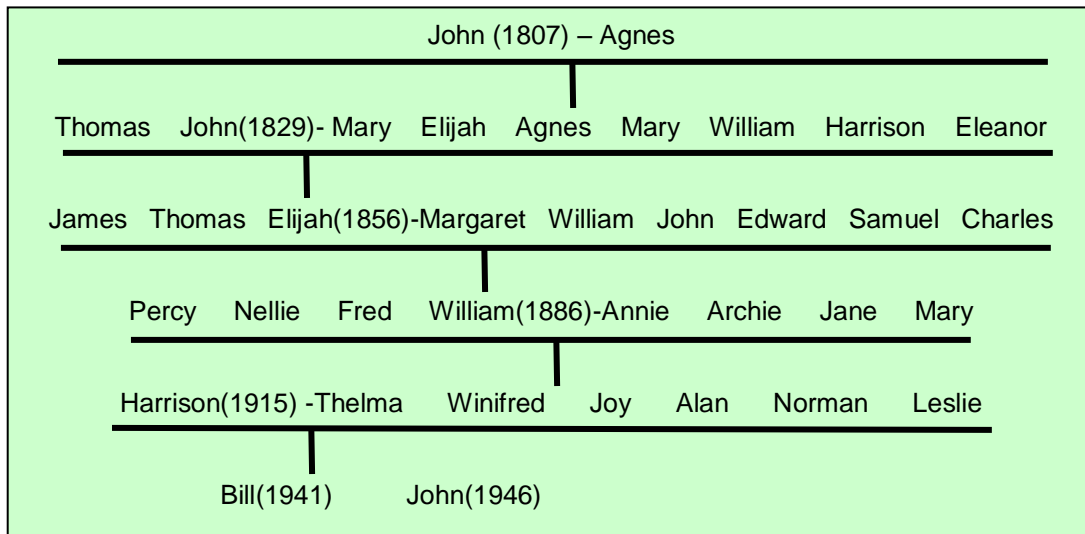 John (1807) – Agnes
Thomas John(1829)- Mary Elijah Agnes Mary William Harrison Eleanor
James Thomas Elijah(1856)-Margaret William John Edward Samuel Charles
Percy Nellie Fred William(1886)-Annie Archie Jane Mary
Harrison(1915) -Thelma Winifred Joy Alan Norman Leslie
Bill(1941) John(1946)